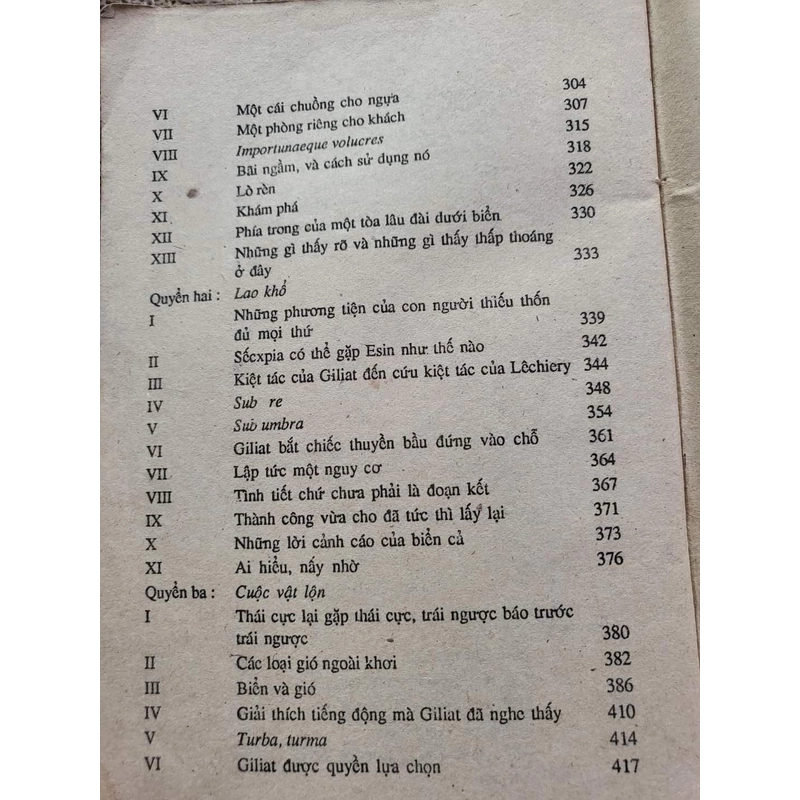 VI Một cái chuồng cho ngựa 304
VII Một phòng riêng cho khách 307
VIII Importunaeque volucres 315
IX Bãi ngầm, và cách sử dụng nó 318
X Lò rèn 322
XI Khám phá 326
XII Phía trong của một tòa lâu đài dưới biển 330
XIII Những gì thấy rõ và những gì thấy thấp thoáng
ở đây 333
Quyển hai : Lao khổ
I Những phương tiện của con người thiếu thốn
đủ mọi thứ 339
II Sếcxpia có thể gặp Esin như thế nào 342
III Kiệt tác của Giliat đến cứu kiệt tác của Lêchiery 344
IV Sub re 348
V Sub umbra 354
VI Giliat bắt chiếc thuyền bầu đứng vào chỗ 361
VII Lập tức một nguy cơ 364
VIII Tình tiết chứ chưa phải là đoạn kết 367
IX Thành công vừa cho đã tức thì lấy lại 371
X Những lời cảnh cáo của biển cả 373
XI Ai hiểu, nấy nhờ 376
Quyển ba : Cuộc vật lộn
I Thái cực lại gặp thái cực, trái ngược báo trước
trái ngược 380
II Các loại gió ngoài khơi 382
III Biển và gió 386
IV Giải thích tiếng động mà Giliat đã nghe thấy 410
V Turba, turma 414
VI Giliat được quyền lựa chọn 417